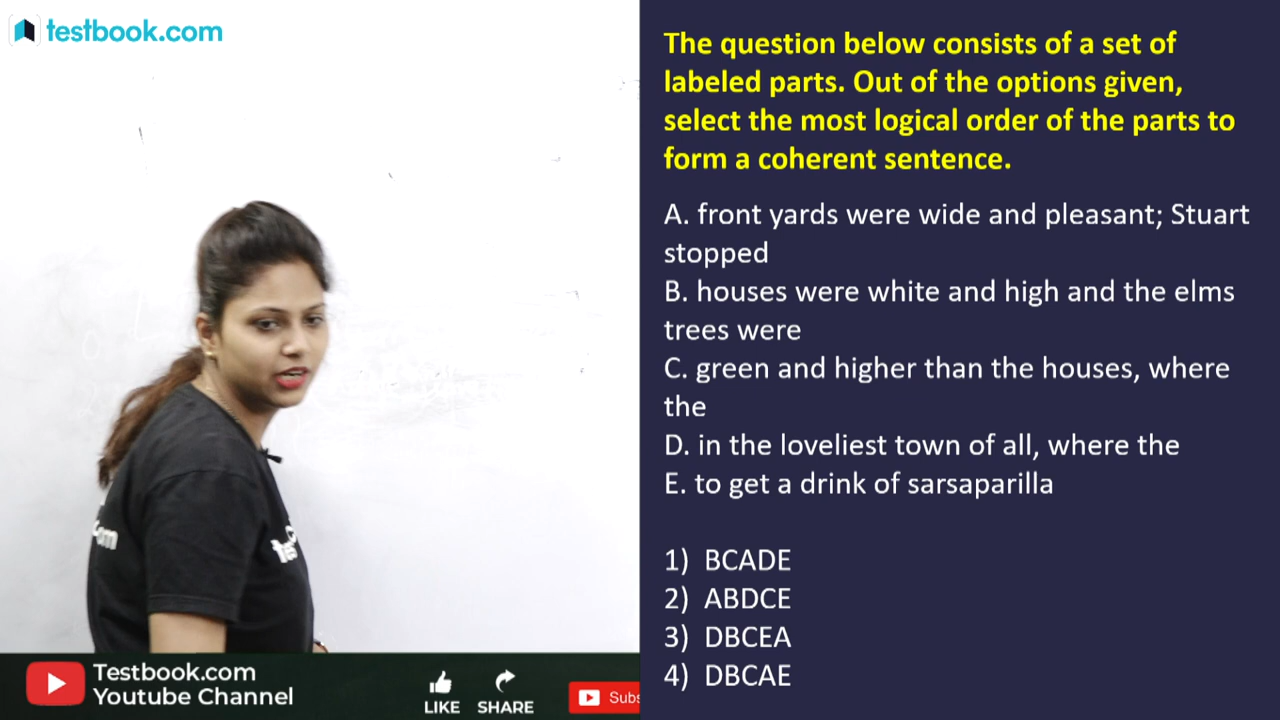 testbook.com
The question below consists of a set of
labeled parts. Out of the options given,
select the most logical order of the parts to
form a coherent sentence.
A. front yards were wide and pleasant; Stuart
stopped
B. houses were white and high and the elms
trees were
C. green and higher than the houses, where
the
D. in the loveliest town of all, where the
E. to get a drink of sarsaparilla
1) BCADE
2) ABDCE
3) DBCEA
4) DBCAE
Testbook.com
Youtube Channel
LIKE
SHARE
Subs